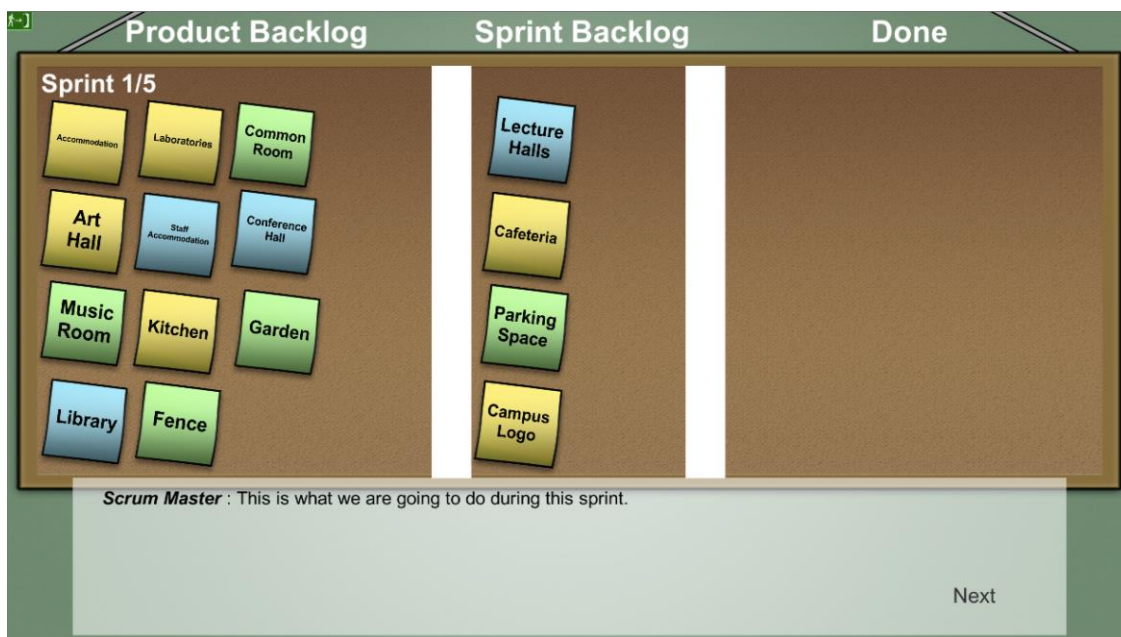 Product Backlog
Sprint Backlog
Done
Sprint 1/5
Accommodation
Laboratories
Common
Room
Art
Hall
Staff
Accommodation
Conference
Hall
Music
Room
Kitchen
Garden
Library
Fence
Lecture
Halls
Cafeteria
Parking
Space
Campus
Logo
Scrum Master : This is what we are going to do during this sprint.
Next